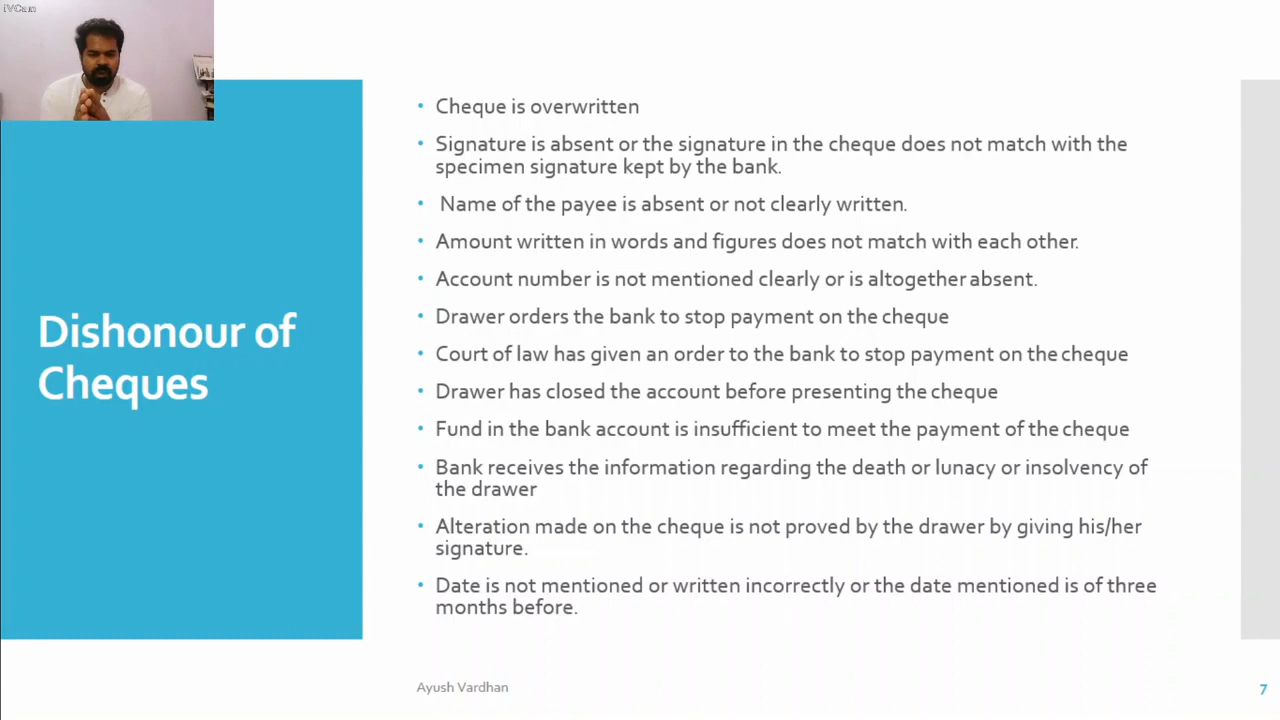 iVCam
Dishonour of
Cheques
• Cheque is overwritten
• Signature is absent or the signature in the cheque does not match with the
specimen signature kept by the bank.
• Name of the payee is absent or not clearly written.
• Amount written in words and figures does not match with each other.
• Account number is not mentioned clearly or is altogether absent.
• Drawer orders the bank to stop payment on the cheque
• Court of law has given an order to the bank to stop payment on the cheque
• Drawer has closed the account before presenting the cheque
• Fund in the bank account is insufficient to meet the payment of the cheque
• Bank receives the information regarding the death or lunacy or insolvency of
the drawer
• Alteration made on the cheque is not proved by the drawer by giving his/her
signature.
• Date is not mentioned or written incorrectly or the date mentioned is of three
months before.
Ayush Vardhan
7